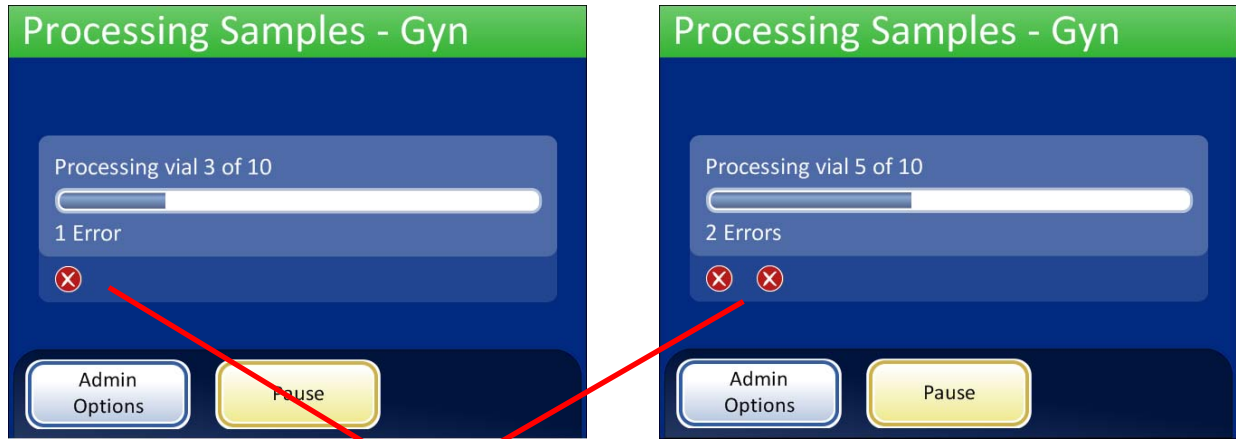 Processing Samples - Gyn
Processing vial 3 of 10
1 Error
Admin
Options
Pause
Processing Samples - Gyn
Processing vial 5 of 10
2 Errors
Admin
Options
Pause